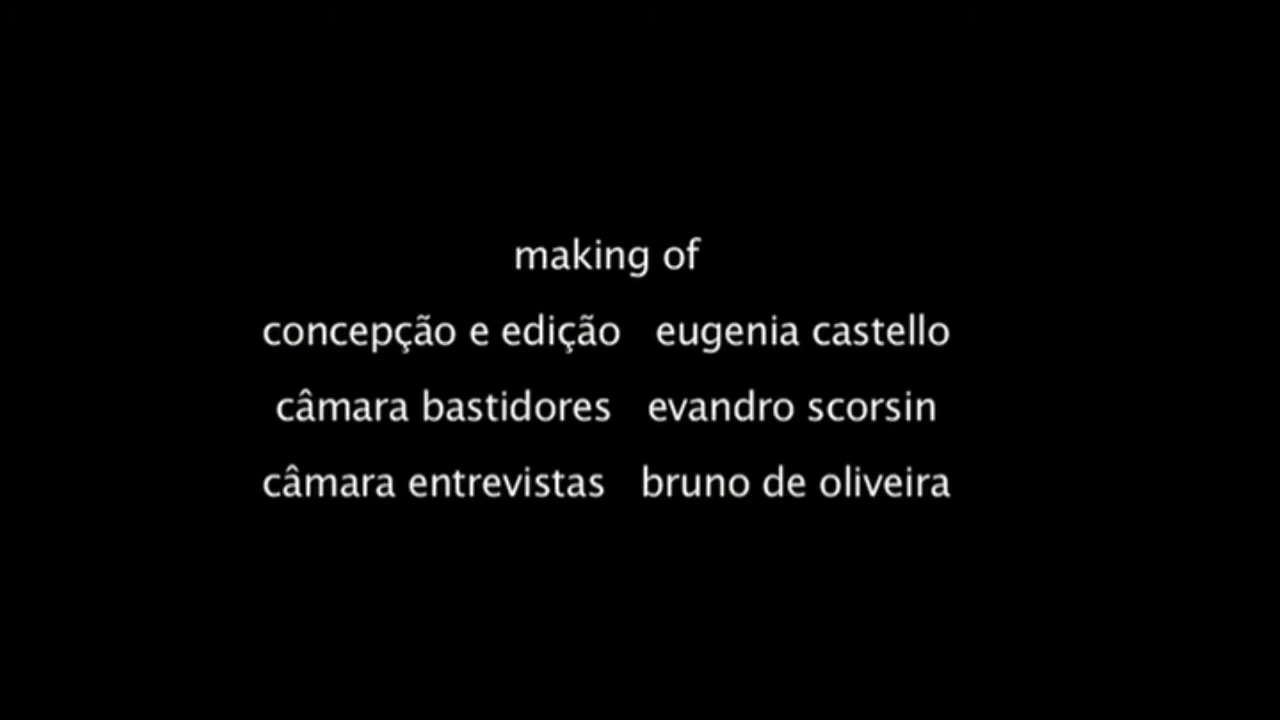 making of
concepção e edição eugenia castello
câmara bastidores evandro scorsin
câmara entrevistas bruno de oliveira